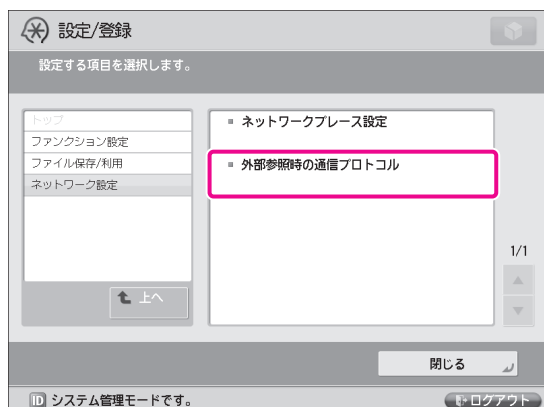 設定/登録
設定する項目を選択します。
トップ
ファンクション設定
ファイル保存/利用
ネットワーク設定
上へ
ネットワークプレース設定
外部参照時の通信プロトコル
1/1
閉じる
ID システム管理モードです。
ログアウト